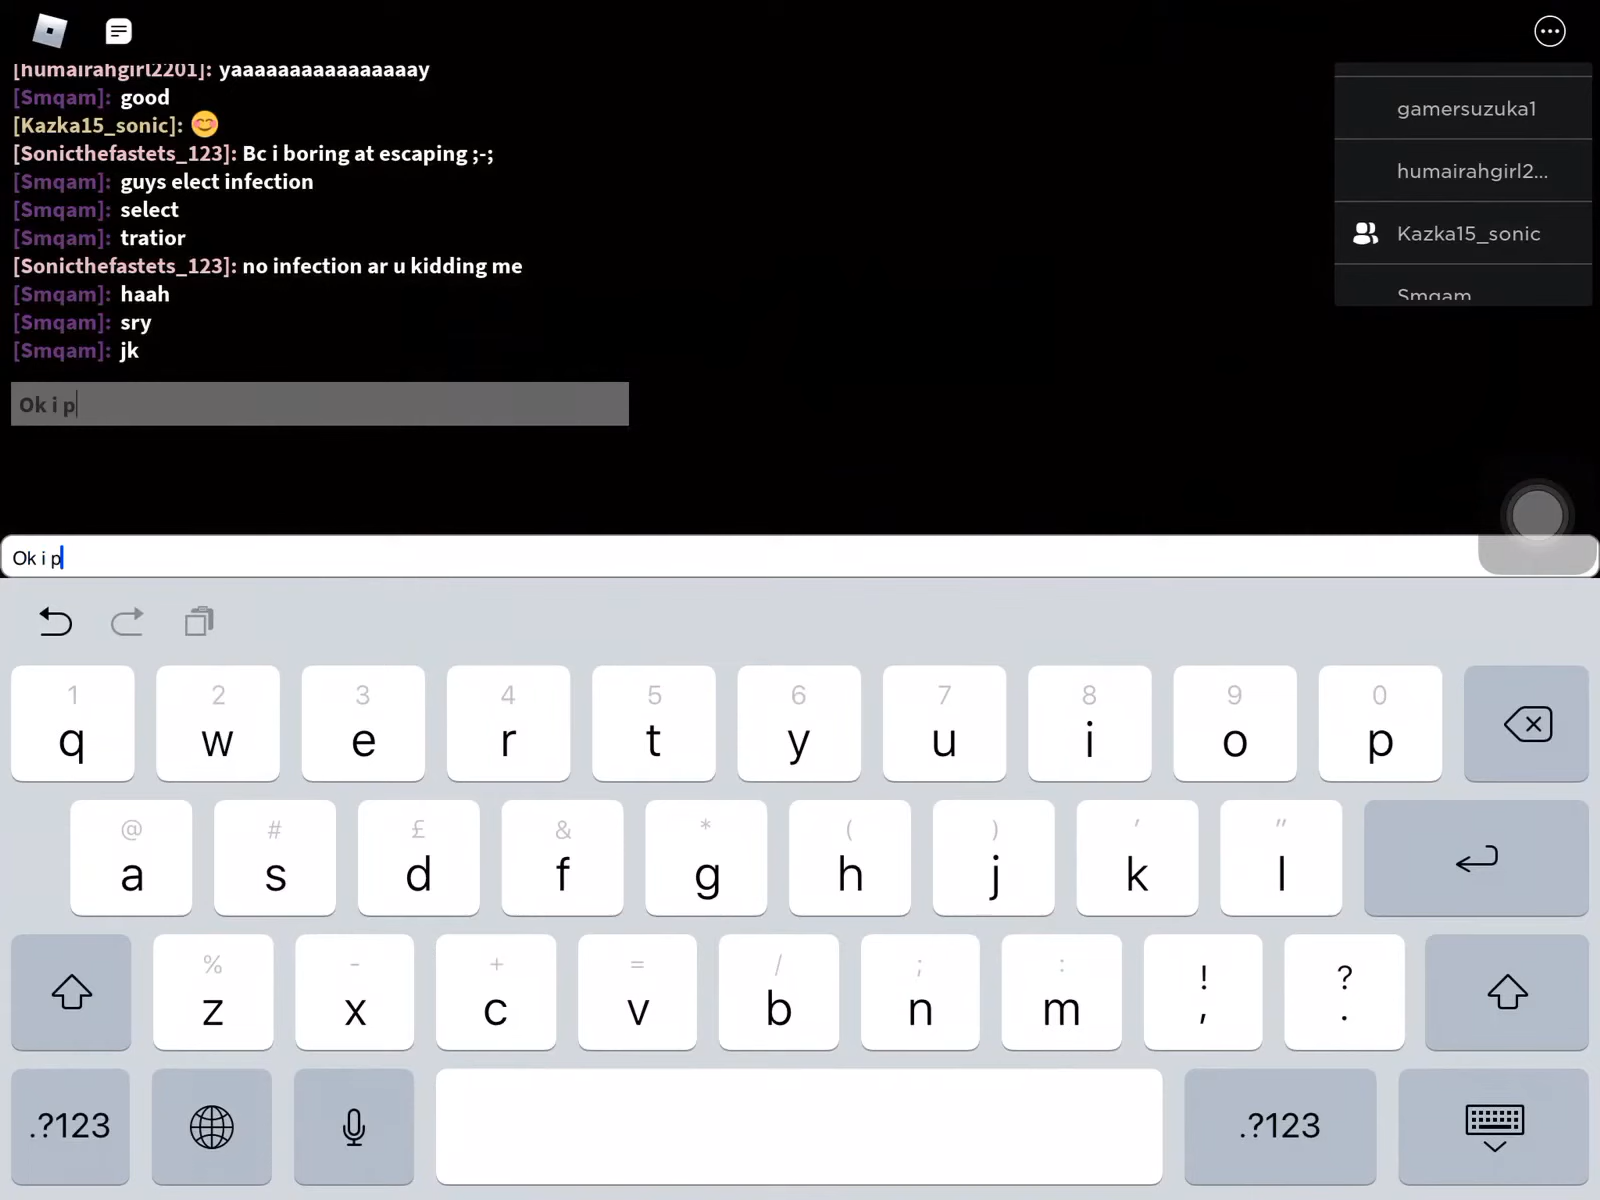 [humairahgirl2201]: yaaaaaaaaaaaaaaaay
[Smqam]: good
[Kazka15_sonic]: 😊
[Sonicthefastets_123]: Bc i boring at escaping ;-;
[Smqam]: guys elect infection
[Smqam]: select
[Smqam]: tratior
[Sonicthefastets_123]: no infection ar u kidding me
[Smqam]: haah
[Smqam]: sry
[Smqam]: jk
Ok i p
gamersuzuka1
humairahgirl2...
Kazka15_sonic
Smqam
Ok i p
1 2 3 4 5 6 7 8 9 0
q w e r t y u i o p
@ # £ & * ( ) ' "
a s d f g h j k l
% - + = / ; : ! ?
z x c v b n m , .
.?123 .?123